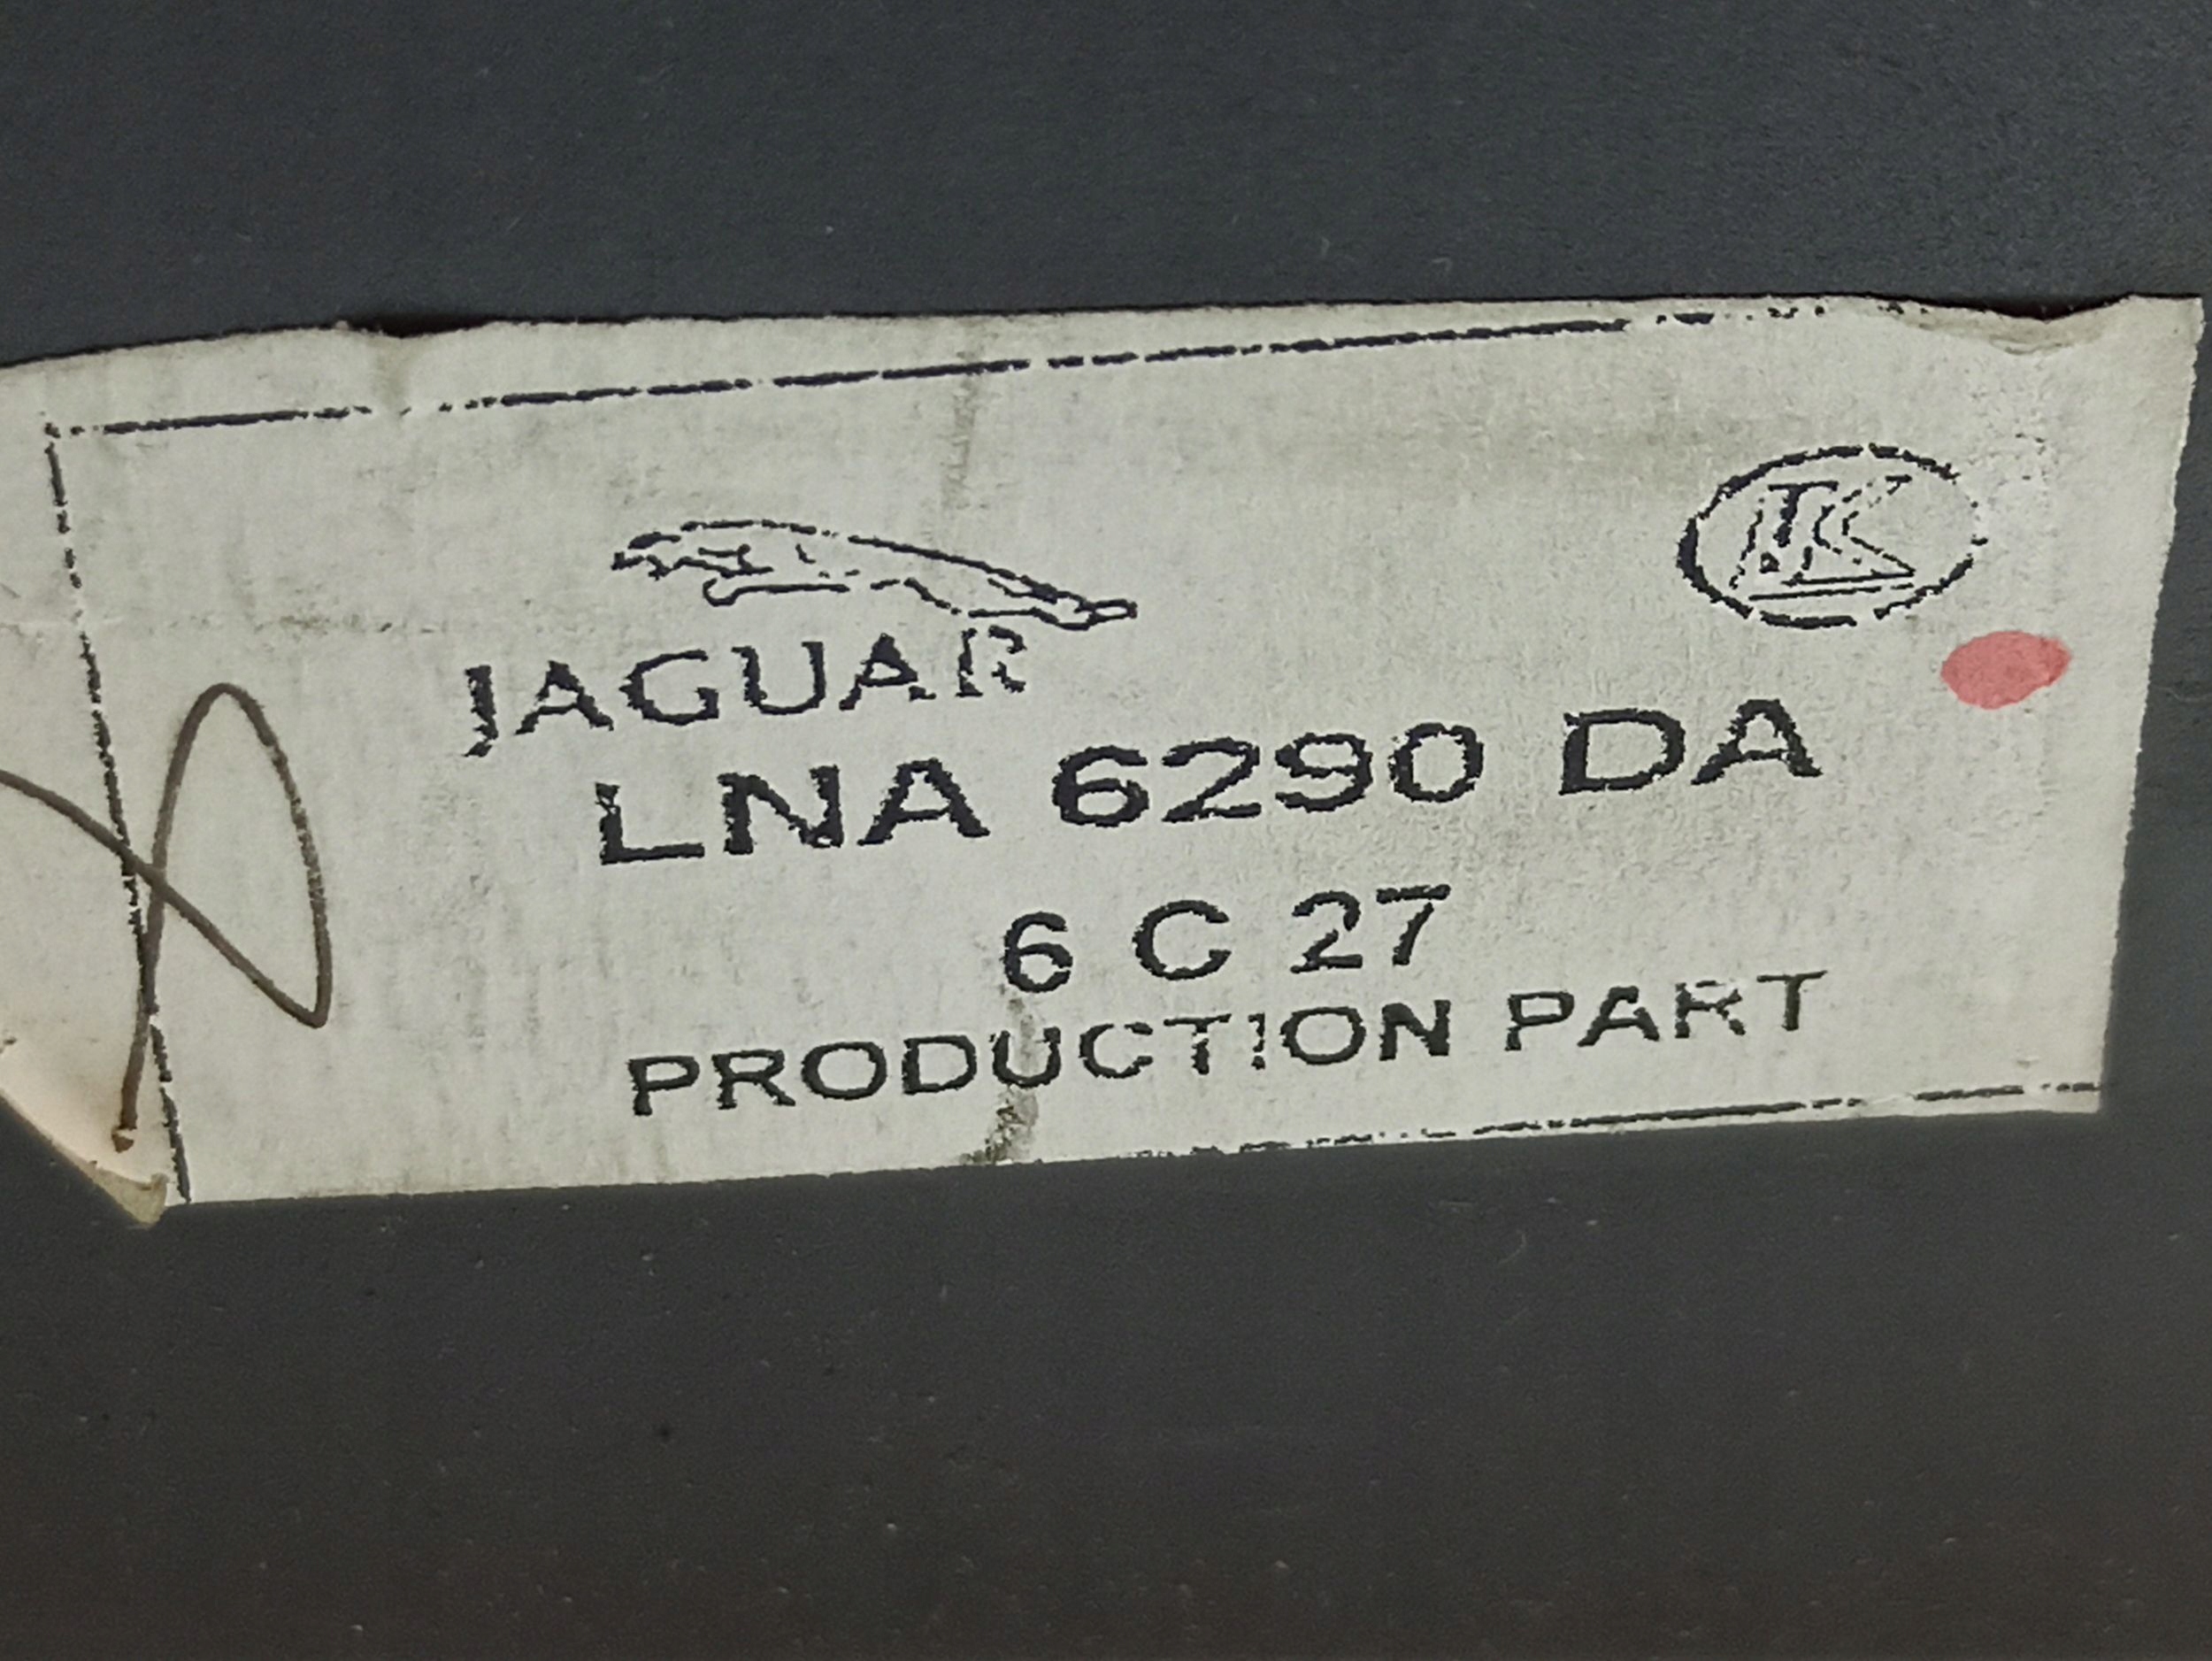 JAGUAR
LNA 6290 DA
6 C 27
PRODUCTION PART